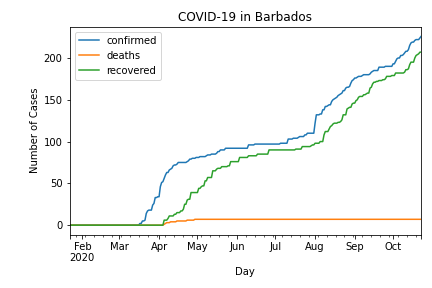 COVID-19 in Barbados
confirmed
deaths
recovered
Number of Cases
200
150
100
50
0
Feb Mar Apr May Jun Jul Aug Sep Oct
2020
Day